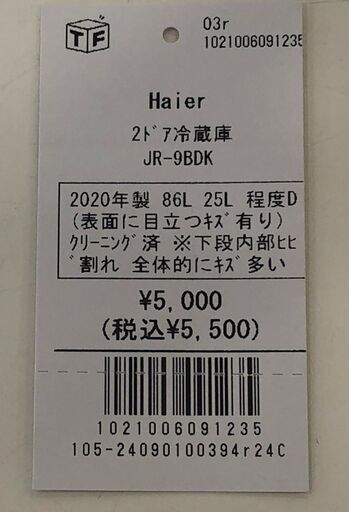 TF
03r
1021006091235
Haier
2ﾄﾞｱ冷蔵庫
JR-9BDK
2020年製 86L 25L 程度D
(表面に目立つｷｽﾞ有り)
ｸﾘｰﾆﾝｸﾞ済 ※下段内部ﾋﾋﾞ
割れ 全体的にｷｽﾞ多い
¥5,000
(税込¥5,500)
1021006091235
105-24090100394r24C